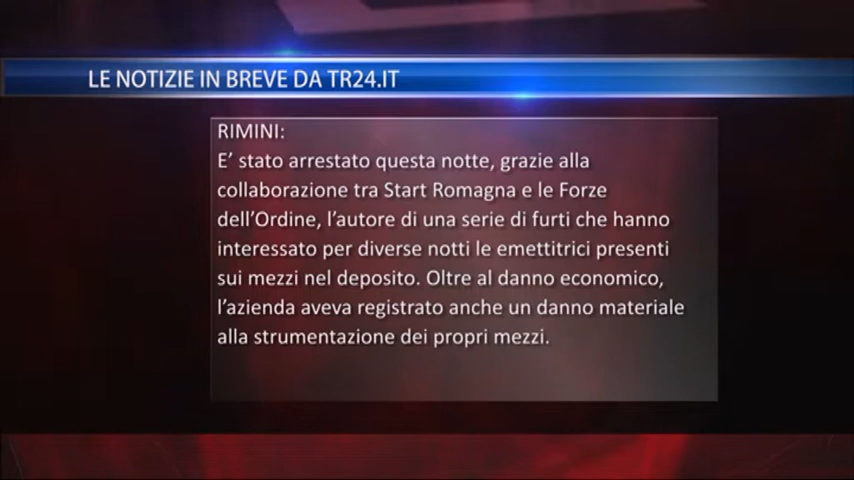 LE NOTIZIE IN BREVE DA TR24.IT
RIMINI:
E’ stato arrestato questa notte, grazie alla
collaborazione tra Start Romagna e le Forze
dell’Ordine, l’autore di una serie di furti che hanno
interessato per diverse notti le emettitrici presenti
sui mezzi nel deposito. Oltre al danno economico,
l’azienda aveva registrato anche un danno materiale
alla strumentazione dei propri mezzi.